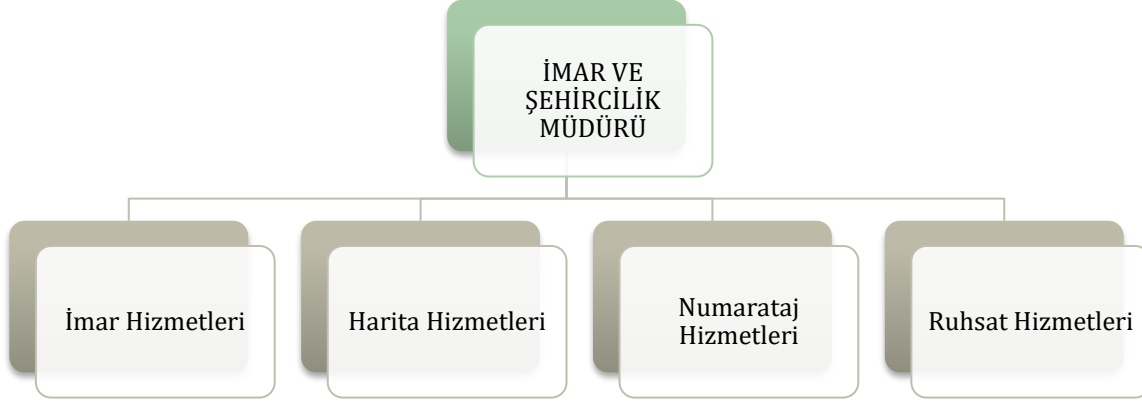 İMAR VE
ŞEHİRCİLİK
MÜDÜRÜ
İmar Hizmetleri
Harita Hizmetleri
Numarataj
Hizmetleri
Ruhsat Hizmetleri